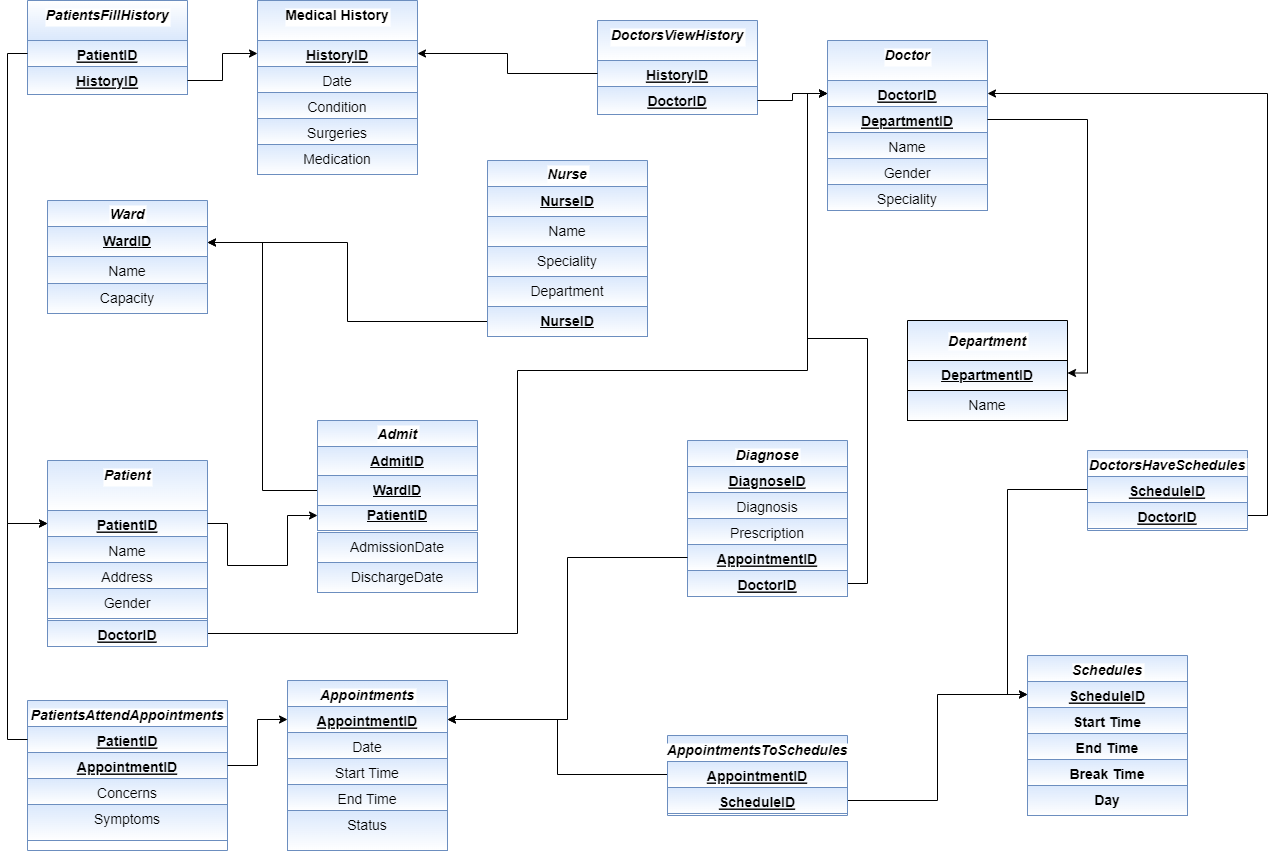 PatientsFillHistory
PatientID
HistoryID
Medical History
HistoryID
Date
Condition
Surgeries
Medication
DoctorsViewHistory
HistoryID
DoctorID
Doctor
DoctorID
DepartmentID
Name
Gender
Speciality
Ward
WardID
Name
Capacity
Nurse
NurseID
Name
Speciality
Department
NurseID
Department
DepartmentID
Name
Patient
PatientID
Name
Address
Gender
DoctorID
Admit
AdmitID
WardID
PatientID
AdmissionDate
DischargeDate
Diagnose
DiagnoseID
Diagnosis
Prescription
AppointmentID
DoctorID
DoctorsHaveSchedules
ScheduleID
DoctorID
PatientsAttendAppointments
PatientID
AppointmentID
Concerns
Symptoms
Appointments
AppointmentID
Date
Start Time
End Time
Status
AppointmentsToSchedules
AppointmentID
ScheduleID
Schedules
ScheduleID
Start Time
End Time
Break Time
Day